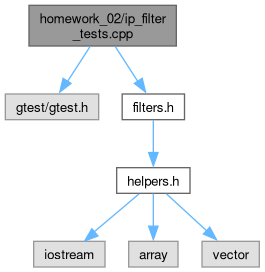 homework_02/ip_filter
_tests.cpp
gtest/gtest.h
filters.h
helpers.h
iostream
array
vector